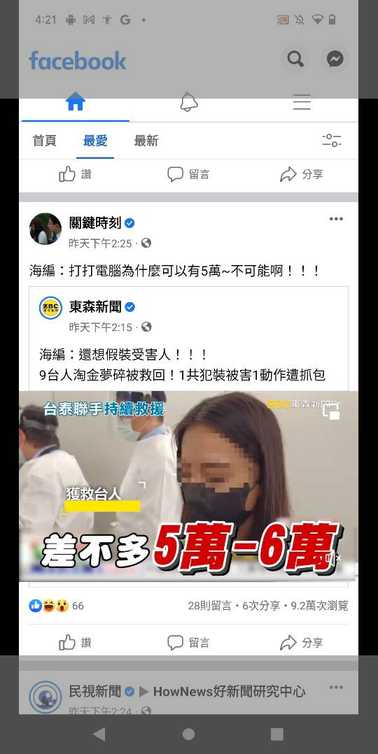 4:21
facebook
首頁 最愛 最新
讚 留言 分享
關鍵時刻
昨天下午2:25
海編：打打電腦為什麼可以有5萬~不可能啊！！！
東森新聞
昨天下午2:15
海編：還想假裝受害人！！！
9台人淘金夢碎被救回！1共犯裝被害1動作遭抓包
台泰聯手持續救援
獲救台人
差不多5萬-6萬
66
28則留言・6次分享・9.2萬次瀏覽
讚 留言 分享
民視新聞 ▶ HowNews好新聞研究中心
昨天下午2:24